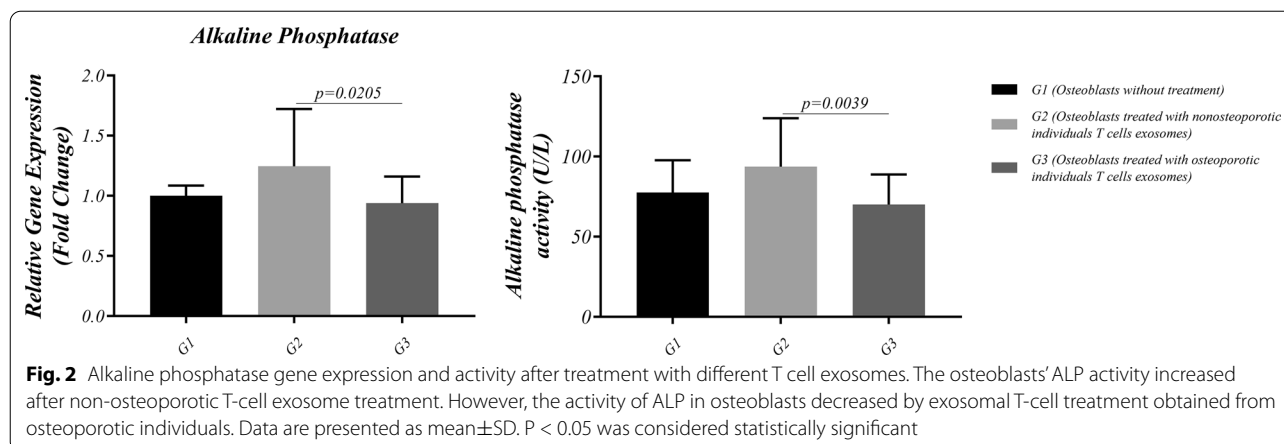 Alkaline Phosphatase
Relative Gene Expression
(Fold Change)
2.0
1.5
1.0
0.5
0.0
p=0.0205
G1
G2
G3
Alkaline phosphatase
activity (U/L)
150
100
50
0
p=0.0039
G1
G2
G3
G1 (Osteoblasts without treatment)
G2 (Osteoblasts treated with nonosteoporotic
individuals T cells exosomes)
G3 (Osteoblasts treated with osteoporotic
individuals T cells exosomes)
Fig. 2 Alkaline phosphatase gene expression and activity after treatment with different T cell exosomes. The osteoblasts’ ALP activity increased
after non-osteoporotic T-cell exosome treatment. However, the activity of ALP in osteoblasts decreased by exosomal T-cell treatment obtained from
osteoporotic individuals. Data are presented as mean±SD. P < 0.05 was considered statistically significant